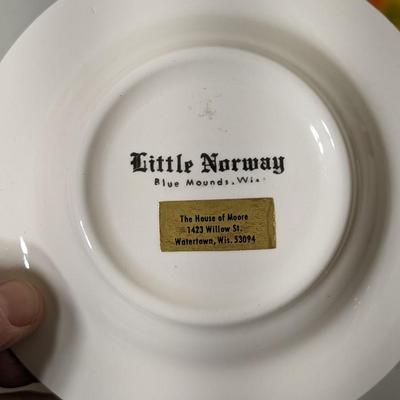 Little Norway
Blue Mounds, Wis.
The House of Moore
1423 Willow St.
Watertown, Wis. 53094